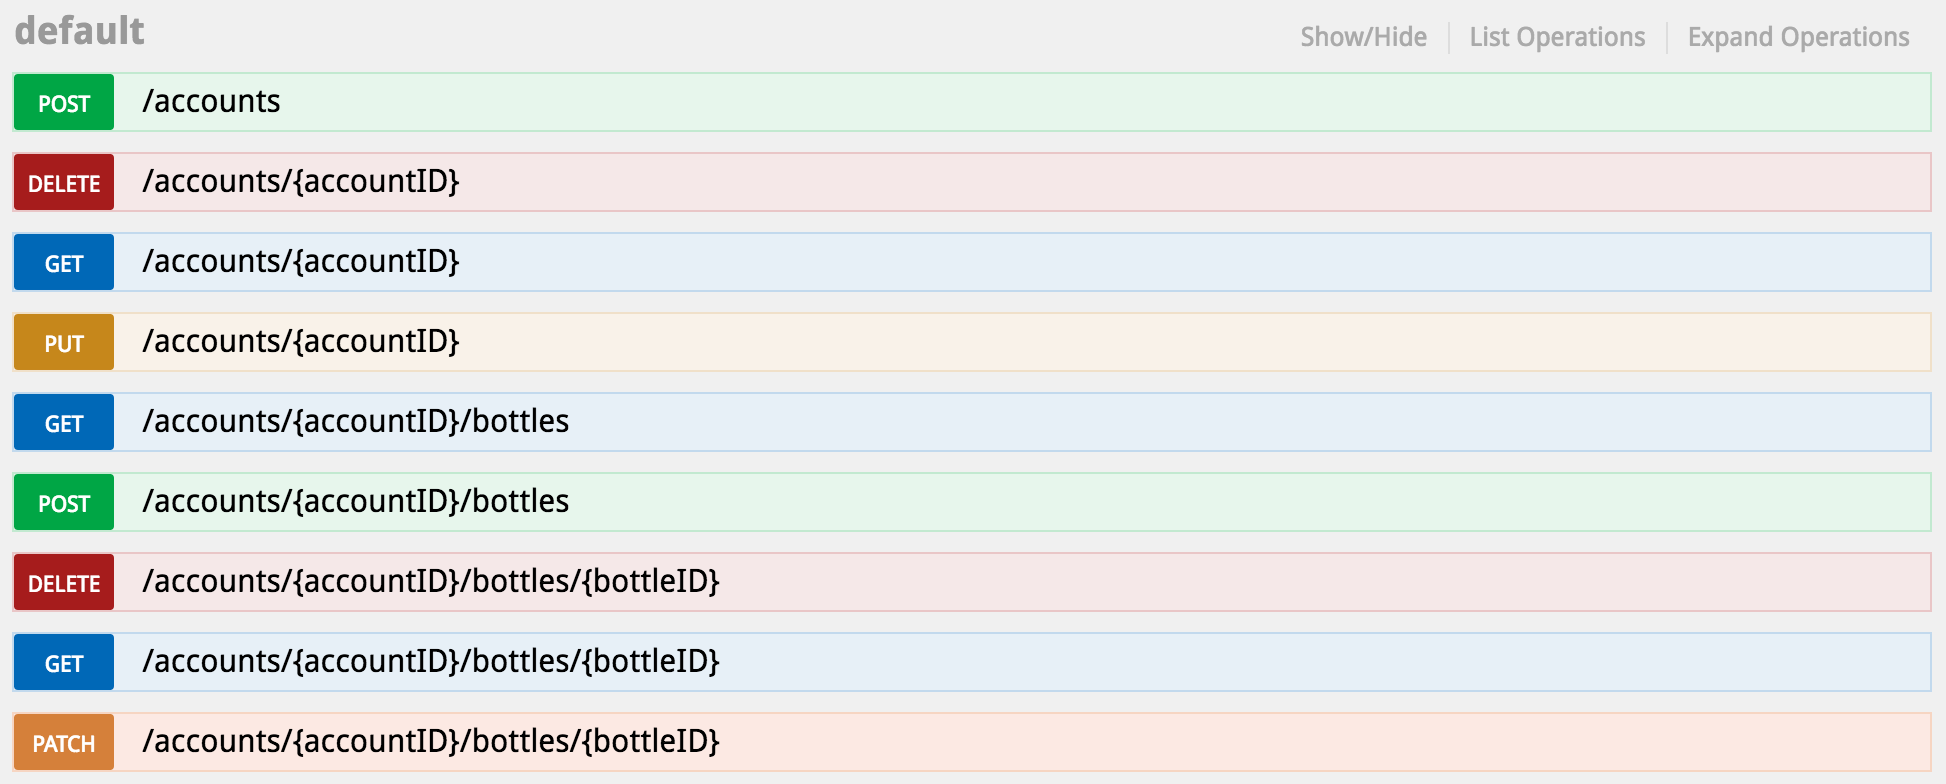 default
Show/Hide List Operations Expand Operations
POST /accounts
DELETE /accounts/{accountID}
GET /accounts/{accountID}
PUT /accounts/{accountID}
GET /accounts/{accountID}/bottles
POST /accounts/{accountID}/bottles
DELETE /accounts/{accountID}/bottles/{bottleID}
GET /accounts/{accountID}/bottles/{bottleID}
PATCH /accounts/{accountID}/bottles/{bottleID}